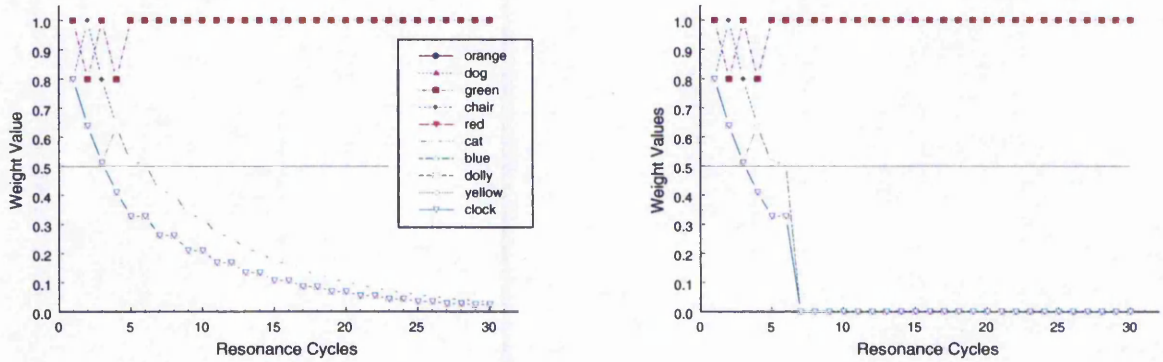 1.0
0.9
0.8
0.7
0.6
0.5
0.4
0.3
0.2
0.1
0.0
Weight Value
0 5 10 15 20 25 30
Resonance Cycles
orange
dog
green
chair
red
cat
blue
dolly
yellow
clock
1.0
0.9
0.8
0.7
0.6
0.5
0.4
0.3
0.2
0.1
0.0
Weight Values
0 5 10 15 20 25 30
Resonance Cycles